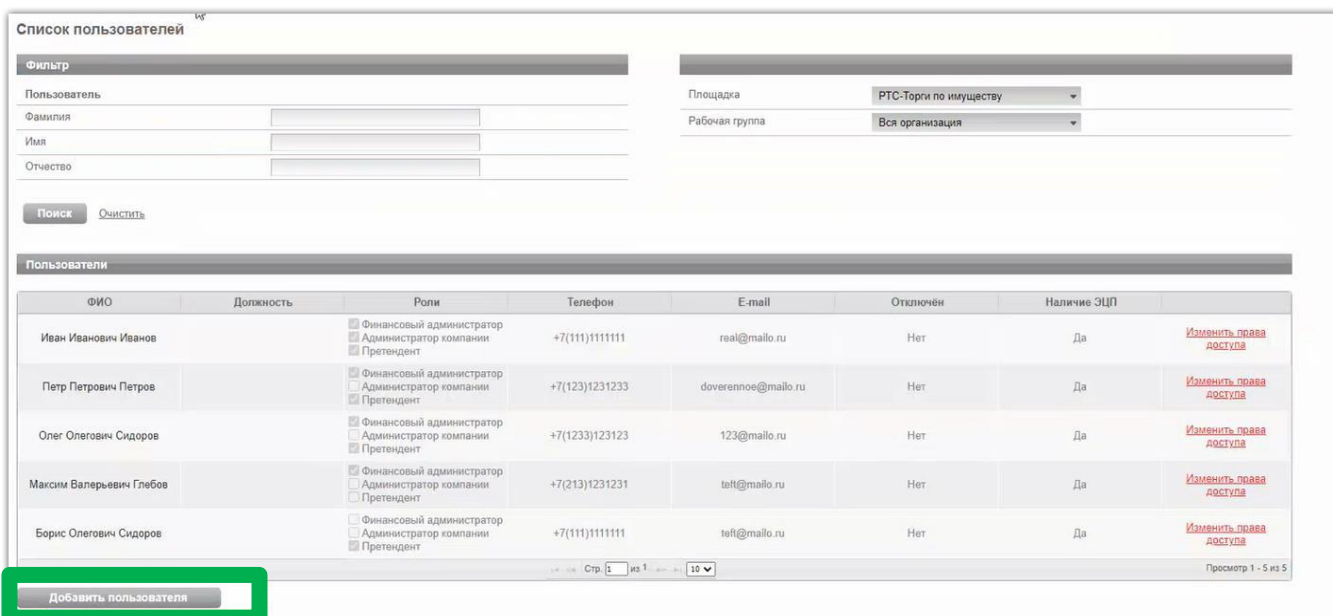 Список пользователей
Фильтр
Пользователь
Фамилия
Имя
Отчество
Площадка РТС-Торги по имуществу
Рабочая группа Вся организация
Поиск Очистить
Пользователи
ФИО Должность Роли Телефон E-mail Отключён Наличие ЭЦП
Финансовый администратор
Иван Иванович Иванов Администратор компании +7(111)1111111 real@mailo.ru Нет Да Изменить права доступа
Претендент
Финансовый администратор
Петр Петрович Петров Администратор компании +7(123)1231233 doverennoe@mailo.ru Нет Да Изменить права доступа
Претендент
Финансовый администратор
Олег Олегович Сидоров Администратор компании +7(1233)123123 123@mailo.ru Нет Да Изменить права доступа
Претендент
Финансовый администратор
Максим Валерьевич Глебов Администратор компании +7(213)1231231 teft@mailo.ru Нет Да Изменить права доступа
Претендент
Финансовый администратор
Борис Олегович Сидоров Администратор компании +7(111)1111111 teft@mailo.ru Нет Да Изменить права доступа
Претендент
Стр. 1 из 1 10 Просмотр 1 - 5 из 5
Добавить пользователя